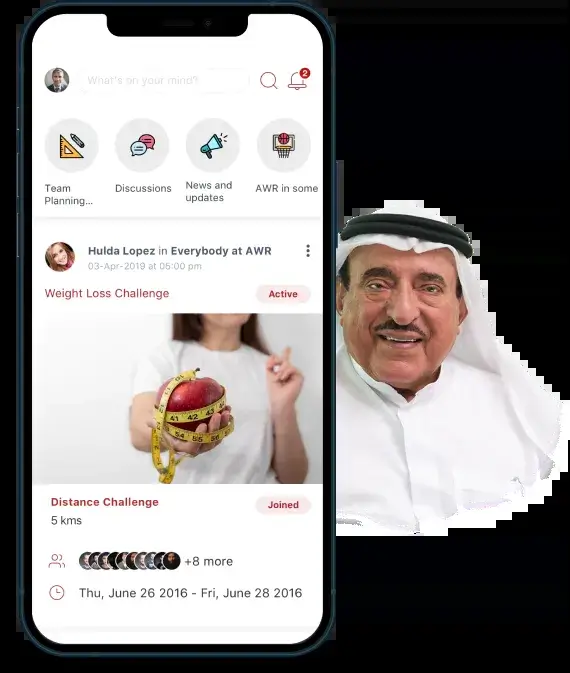 What's on your mind?
2
Team
Planning...
Discussions
News and
updates
AWR in some
Hulda Lopez in Everybody at AWR
03-Apr-2019 at 05:00 pm
Weight Loss Challenge
Active
41 42
54 55
Distance Challenge
Joined
5 kms
+8 more
Thu, June 26 2016 - Fri, June 28 2016